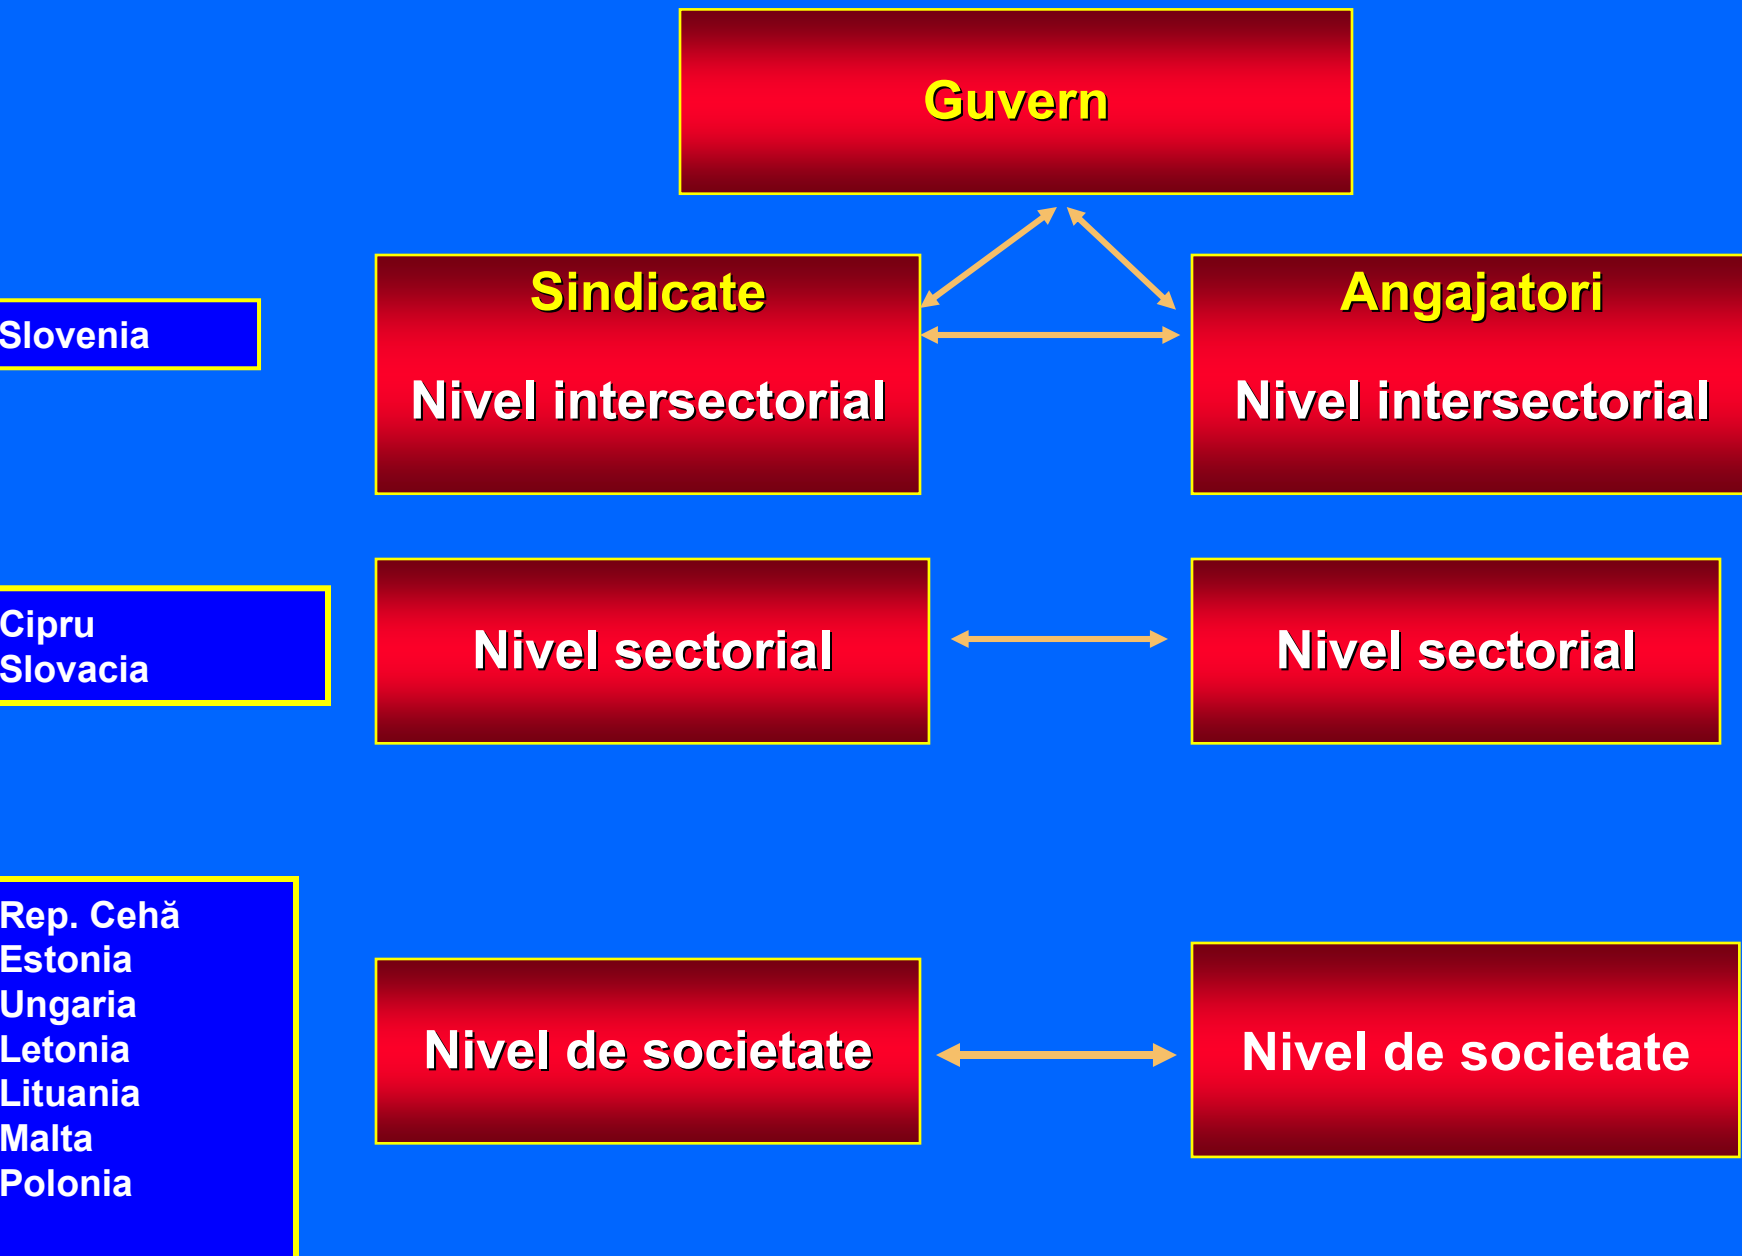 Guvern
Sindicate
Nivel intersectorial
Angajatori
Nivel intersectorial
Slovenia
Cipru
Slovacia
Nivel sectorial
Nivel sectorial
Rep. Cehă
Estonia
Ungaria
Letonia
Lituania
Malta
Polonia
Nivel de societate
Nivel de societate